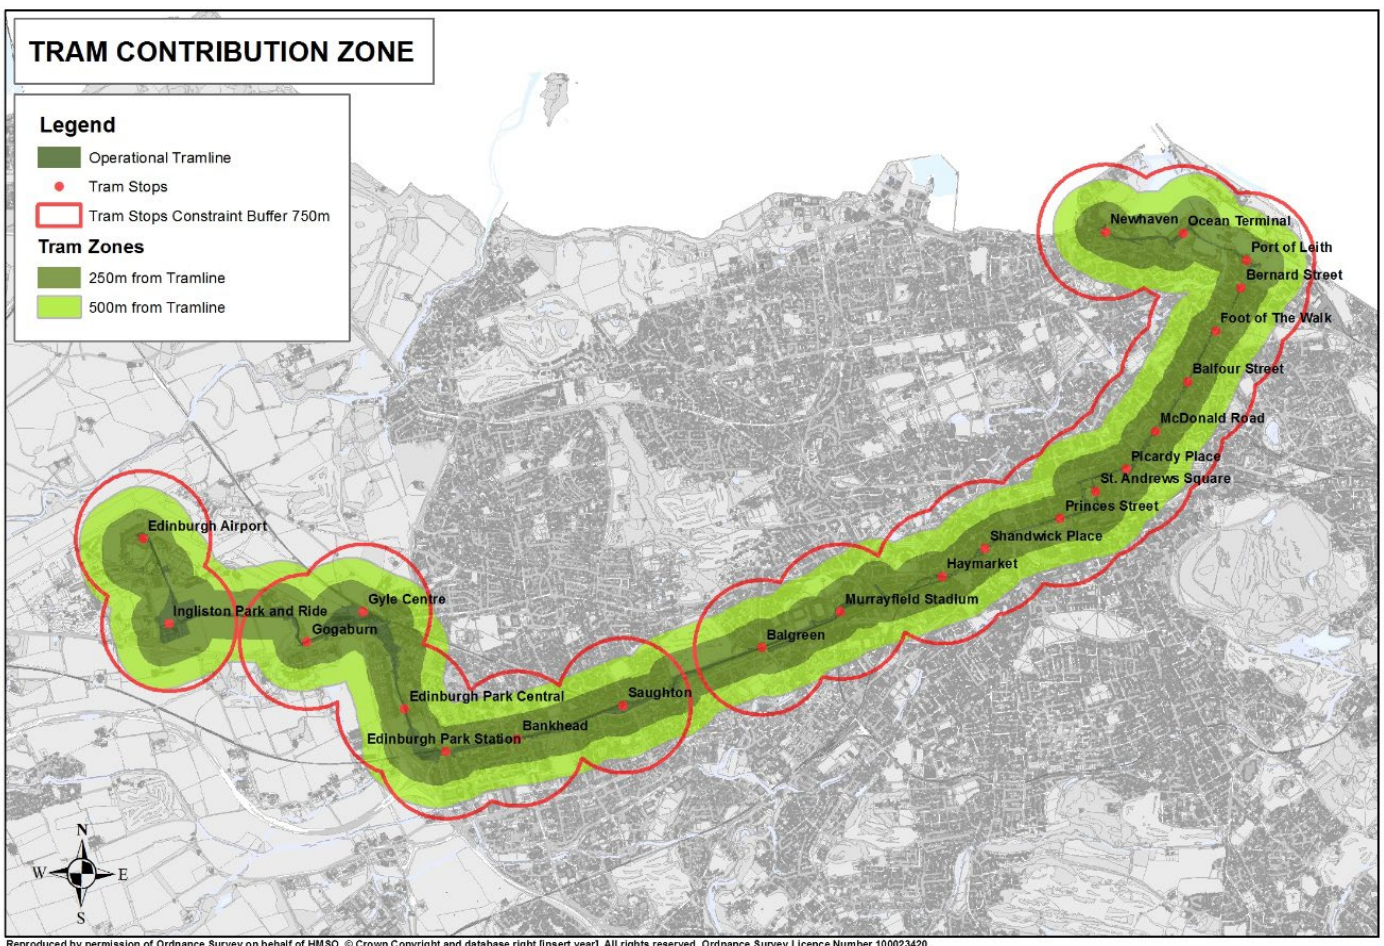 TRAM CONTRIBUTION ZONE
Legend
Operational Tramline
Tram Stops
Tram Stops Constraint Buffer 750m
Tram Zones
250m from Tramline
500m from Tramline
Newhaven
Ocean Terminal
Port of Leith
Bernard Street
Foot of The Walk
Balfour Street
McDonald Road
Picardy Place
St. Andrews Square
Princes Street
Shandwick Place
Haymarket
Murrayfield Stadium
Balgreen
Edinburgh Airport
Ingliston Park and Ride
Gyle Centre
Gogaburn
Edinburgh Park Central
Saughton
Bankhead
Edinburgh Park Station
N
W
E
S
Reproduced by permission of Ordnance Survey on behalf of HMSO. © Crown Copyright and database right [insert year]. All rights reserved. Ordnance Survey Licence Number 100023420